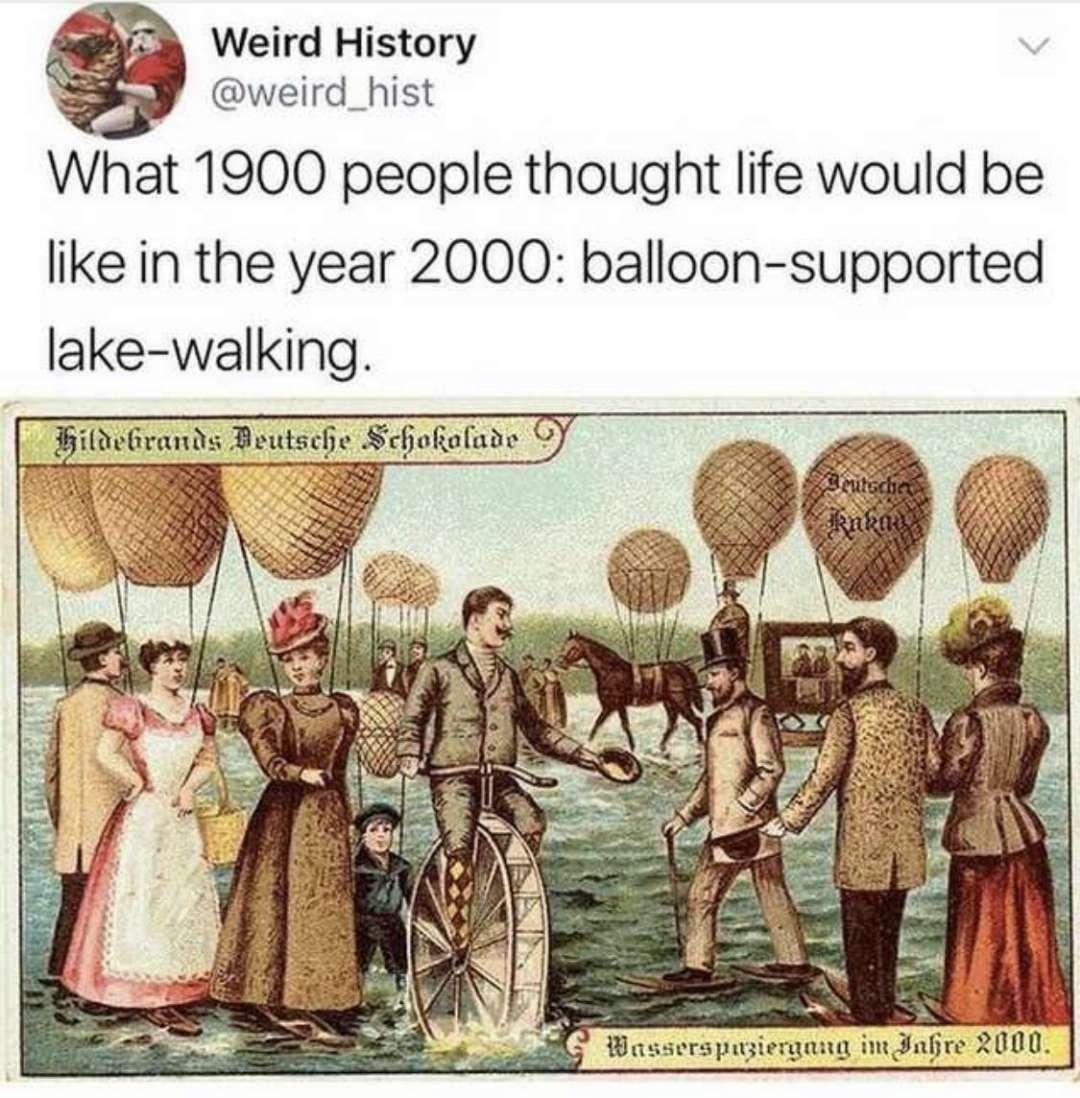 Weird History
@weird_hist
What 1900 people thought life would be
like in the year 2000: balloon-supported
lake-walking.
Hildebrands Deutsche Schokolade
Deutscher
Kakao
Wasserspaziergang im Jahre 2000.